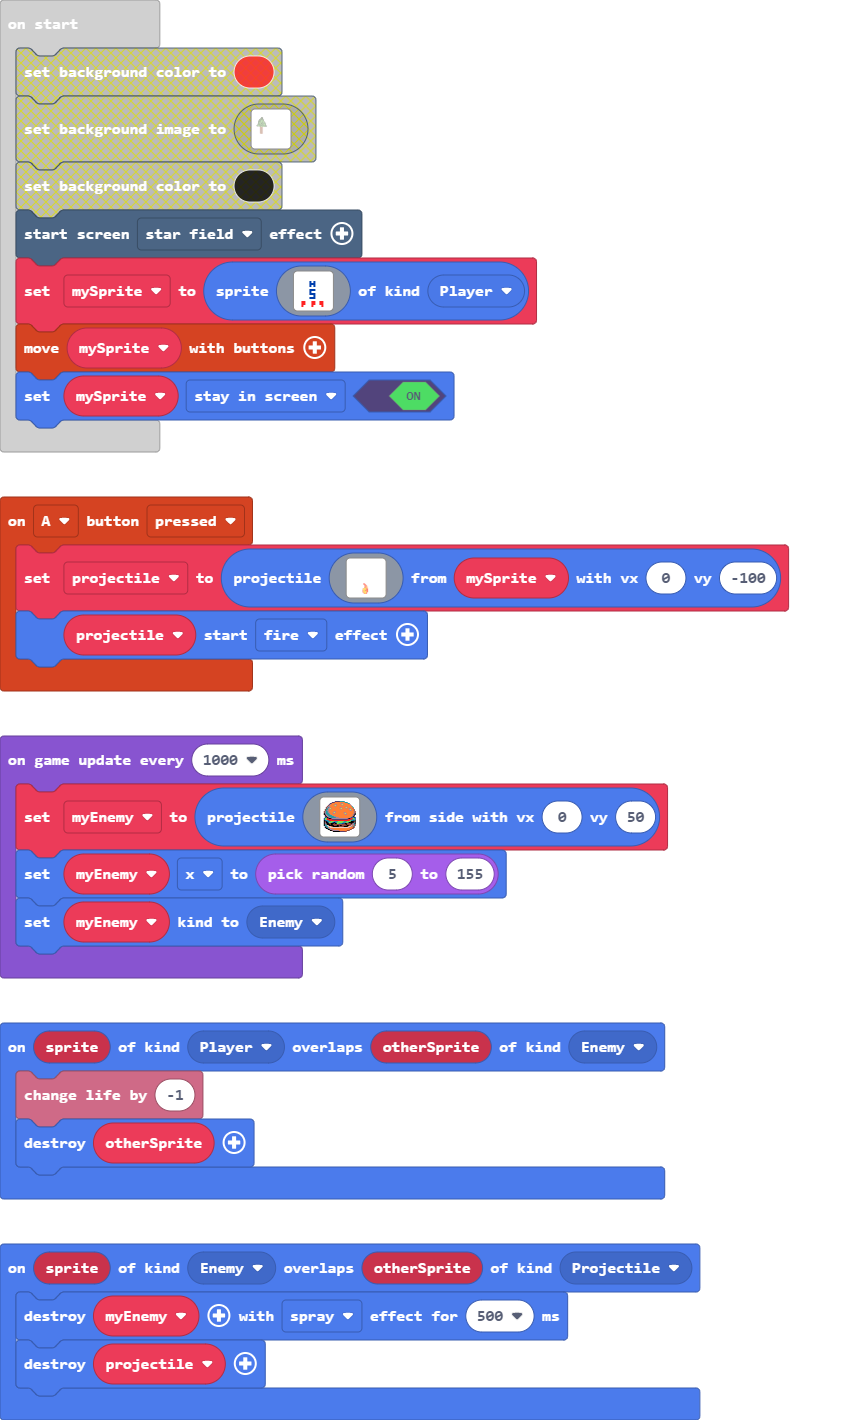 on start
set background color to
set background image to
set background color to
start screen star field effect
set mySprite to sprite H S of kind Player
move mySprite with buttons
set mySprite stay in screen ON
on A button pressed
set projectile to projectile from mySprite with vx 0 vy -100
projectile start fire effect
on game update every 1000 ms
set myEnemy to projectile from side with vx 0 vy 50
set myEnemy x to pick random 5 to 155
set myEnemy kind to Enemy
on sprite of kind Player overlaps otherSprite of kind Enemy
change life by -1
destroy otherSprite
on sprite of kind Enemy overlaps otherSprite of kind Projectile
destroy myEnemy with spray effect for 500 ms
destroy projectile